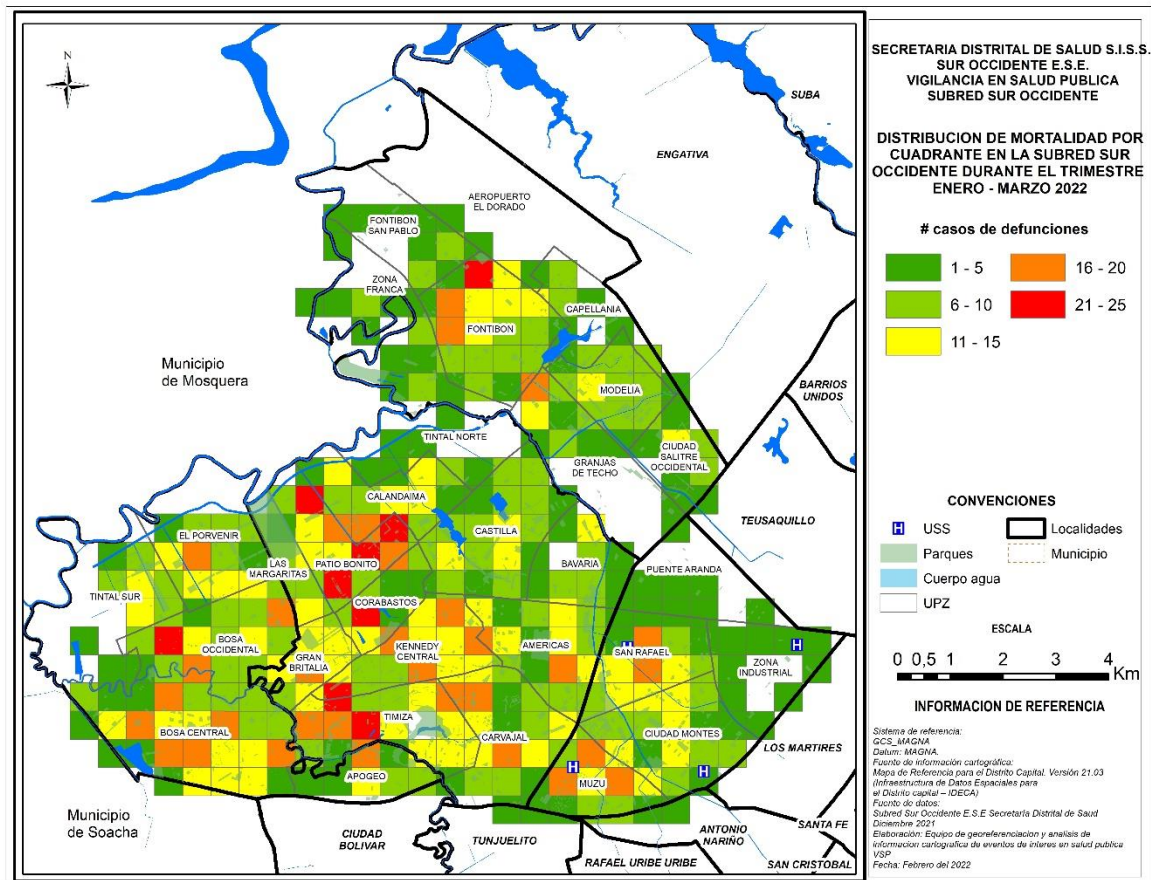 SECRETARIA DISTRITAL DE SALUD S.I.S.S.
SUR OCCIDENTE E.S.E.
VIGILANCIA EN SALUD PUBLICA
SUBRED SUR OCCIDENTE
DISTRIBUCION DE MORTALIDAD POR
CUADRANTE EN LA SUBRED SUR
OCCIDENTE DURANTE EL TRIMESTRE
ENERO - MARZO 2022
# casos de defunciones
1 - 5
16 - 20
6 - 10
21 - 25
11 - 15
CONVENCIONES
USS
Localidades
Parques
Municipio
Cuerpo agua
UPZ
ESCALA
0 0,5 1 2 3 4
Km
INFORMACION DE REFERENCIA
Sistema de referencia:
GCS_MAGNA
Datum: MAGNA.
Fuente de información cartográfica:
Mapa de Referencia para el Distrito Capital. Versión 21.03
(Infraestructura de Datos Espaciales para
el Distrito capital – IDECA)
Fuente de datos:
Subred Sur Occidente E.S.E Secretaria Distrital de Saud
Diciembre 2021
Elaboración: Equipo de georeferenciacion y analisis de
informacion cartografica de eventos de interes en salud publica
VSP
Fecha: Febrero del 2022
N
SUBA
ENGATIVA
AEROPUERTO
EL DORADO
FONTIBON
SAN PABLO
ZONA
FRANCA
CAPELLANIA
FONTIBON
Municipio
de Mosquera
MODELIA
BARRIOS
UNIDOS
TINTAL NORTE
CIUDAD
SALITRE
OCCIDENTAL
GRANJAS
DE TECHO
CALANDAIMA
TEUSAQUILLO
CASTILLA
EL PORVENIR
LAS
MARGARITAS
PATIO BONITO
BAVARIA
PUENTE ARANDA
TINTAL SUR
CORABASTOS
BOSA
OCCIDENTAL
GRAN
BRITALIA
KENNEDY
CENTRAL
AMERICAS
SAN RAFAEL
ZONA
INDUSTRIAL
H
H
TIMIZA
BOSA CENTRAL
CARVAJAL
CIUDAD MONTES
LOS MARTIRES
APOGEO
H
MUZU
H
Municipio
de Soacha
CIUDAD
BOLIVAR
TUNJUELITO
ANTONIO
NARIÑO
SANTA FE
RAFAEL URIBE URIBE
SAN CRISTOBAL